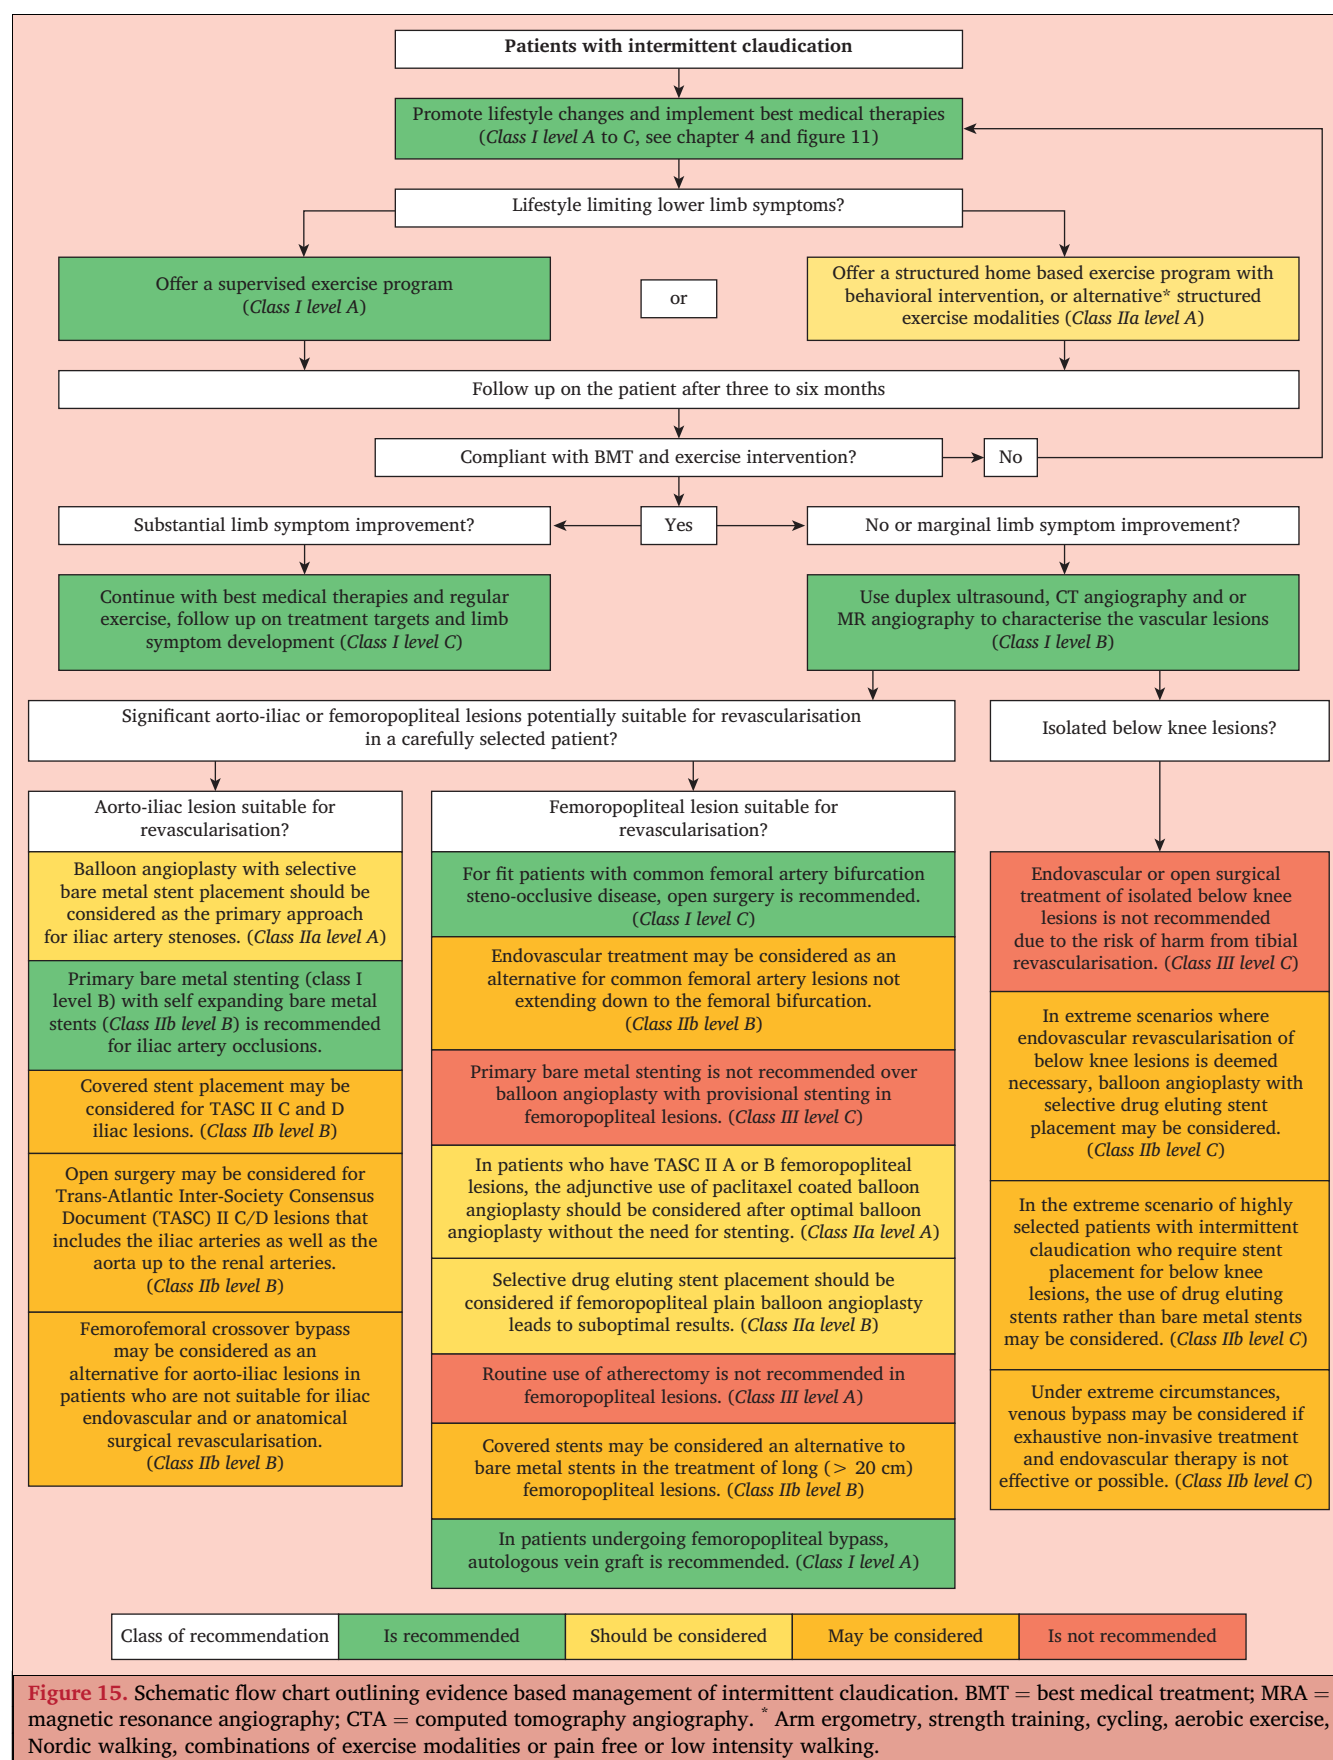 Patients with intermittent claudication
Promote lifestyle changes and implement best medical therapies
(Class I level A to C, see chapter 4 and figure 11)
Lifestyle limiting lower limb symptoms?
Offer a supervised exercise program
(Class I level A)
or
Offer a structured home based exercise program with
behavioral intervention, or alternative* structured
exercise modalities (Class IIa level A)
Follow up on the patient after three to six months
Compliant with BMT and exercise intervention?
No
Substantial limb symptom improvement?
Yes
No or marginal limb symptom improvement?
Continue with best medical therapies and regular
exercise, follow up on treatment targets and limb
symptom development (Class I level C)
Use duplex ultrasound, CT angiography and or
MR angiography to characterise the vascular lesions
(Class I level B)
Significant aorto-iliac or femoropopliteal lesions potentially suitable for revascularisation
in a carefully selected patient?
Isolated below knee lesions?
Aorto-iliac lesion suitable for
revascularisation?
Balloon angioplasty with selective
bare metal stent placement should be
considered as the primary approach
for iliac artery stenoses. (Class IIa level A)
Primary bare metal stenting (class I
level B) with self expanding bare metal
stents (Class IIb level B) is recommended
for iliac artery occlusions.
Covered stent placement may be
considered for TASC II C and D
iliac lesions. (Class IIb level B)
Open surgery may be considered for
Trans-Atlantic Inter-Society Consensus
Document (TASC) II C/D lesions that
includes the iliac arteries as well as the
aorta up to the renal arteries.
(Class IIb level B)
Femorofemoral crossover bypass
may be considered as an
alternative for aorto-iliac lesions in
patients who are not suitable for iliac
endovascular and or anatomical
surgical revascularisation.
(Class IIb level B)
Femoropopliteal lesion suitable for
revascularisation?
For fit patients with common femoral artery bifurcation
steno-occlusive disease, open surgery is recommended.
(Class I level C)
Endovascular treatment may be considered as an
alternative for common femoral artery lesions not
extending down to the femoral bifurcation.
(Class IIb level B)
Primary bare metal stenting is not recommended over
balloon angioplasty with provisional stenting in
femoropopliteal lesions. (Class III level C)
In patients who have TASC II A or B femoropopliteal
lesions, the adjunctive use of paclitaxel coated balloon
angioplasty should be considered after optimal balloon
angioplasty without the need for stenting. (Class IIa level A)
Selective drug eluting stent placement should be
considered if femoropopliteal plain balloon angioplasty
leads to suboptimal results. (Class IIa level B)
Routine use of atherectomy is not recommended in
femoropopliteal lesions. (Class III level A)
Covered stents may be considered an alternative to
bare metal stents in the treatment of long (> 20 cm)
femoropopliteal lesions. (Class IIb level B)
In patients undergoing femoropopliteal bypass,
autologous vein graft is recommended. (Class I level A)
Endovascular or open surgical
treatment of isolated below knee
lesions is not recommended
due to the risk of harm from tibial
revascularisation. (Class III level C)
In extreme scenarios where
endovascular revascularisation of
below knee lesions is deemed
necessary, balloon angioplasty with
selective drug eluting stent
placement may be considered.
(Class IIb level C)
In the extreme scenario of highly
selected patients with intermittent
claudication who require stent
placement for below knee
lesions, the use of drug eluting
stents rather than bare metal stents
may be considered. (Class IIb level C)
Under extreme circumstances,
venous bypass may be considered if
exhaustive non-invasive treatment
and endovascular therapy is not
effective or possible. (Class IIb level C)
Class of recommendation
Is recommended
Should be considered
May be considered
Is not recommended
Figure 15. Schematic flow chart outlining evidence based management of intermittent claudication. BMT = best medical treatment; MRA =
magnetic resonance angiography; CTA = computed tomography angiography. * Arm ergometry, strength training, cycling, aerobic exercise,
Nordic walking, combinations of exercise modalities or pain free or low intensity walking.